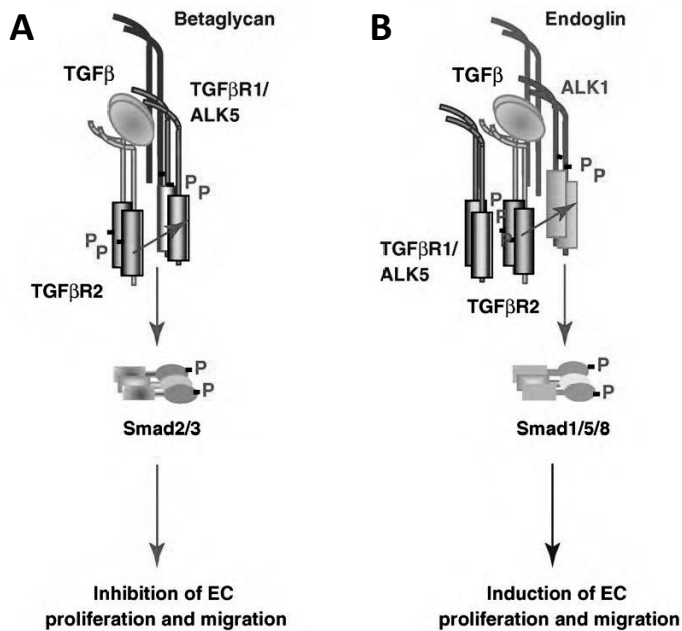 A
Betaglycan
TGFβ
TGFβR1/
ALK5
P
P
P
P
TGFβR2
P
P
Smad2/3
Inhibition of EC
proliferation and migration
B
Endoglin
TGFβ
ALK1
P
P
P
P
TGFβR1/
ALK5
TGFβR2
P
P
Smad1/5/8
Induction of EC
proliferation and migration